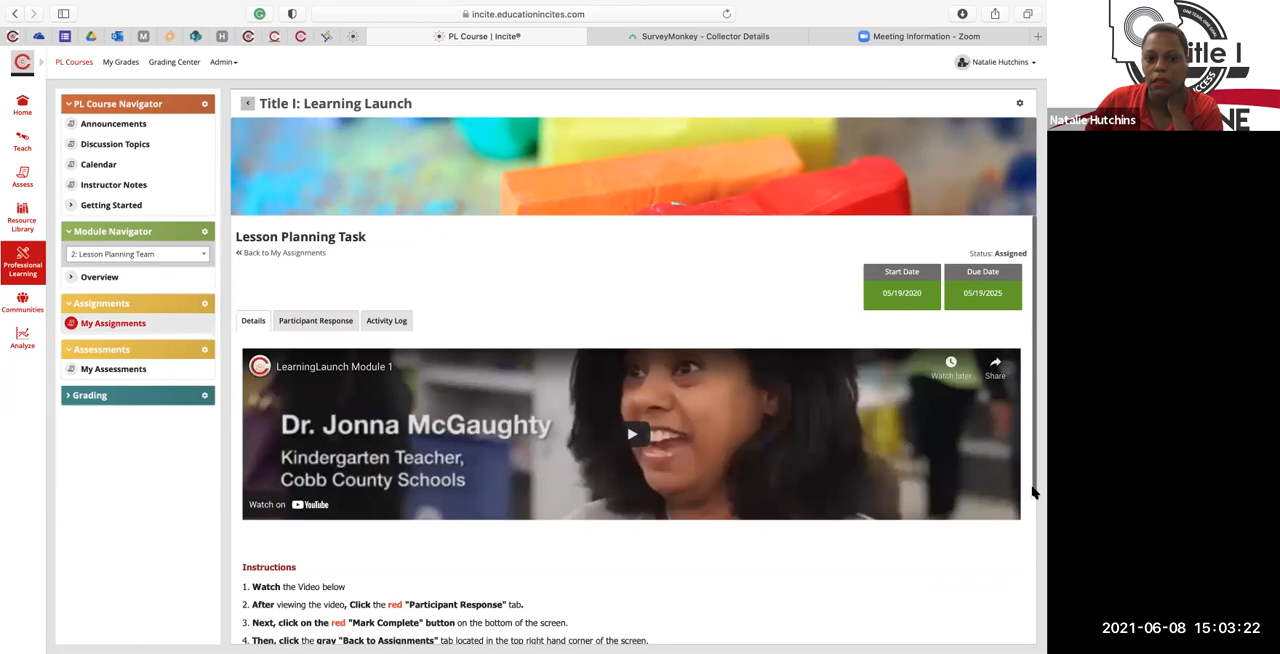 incite.educationincites.com
PL Course | Incite®
SurveyMonkey - Collector Details
Meeting Information - Zoom
PL Courses
My Grades
Grading Center
Admin
Natalie Hutchins
Home
Teach
Assess
Resource
Library
Professional
Learning
Communities
Analyze
PL Course Navigator
Announcements
Discussion Topics
Calendar
Instructor Notes
Getting Started
Module Navigator
2: Lesson Planning Team
Overview
Assignments
My Assignments
Assessments
My Assessments
Grading
Title I: Learning Launch
Lesson Planning Task
« Back to My Assignments
Status: Assigned
Start Date
Due Date
05/19/2020
05/19/2025
Details
Participant Response
Activity Log
LearningLaunch Module 1
Watch later
Share
Dr. Jonna McGaughty
Kindergarten Teacher,
Cobb County Schools
Watch on YouTube
Instructions
1. Watch the Video below
2. After viewing the video, Click the red "Participant Response" tab.
3. Next, click on the red "Mark Complete" button on the bottom of the screen.
4. Then, click the gray "Back to Assignments" tab located in the top right hand corner of the screen.
Title I
Natalie Hutchins
2021-06-08 15:03:22